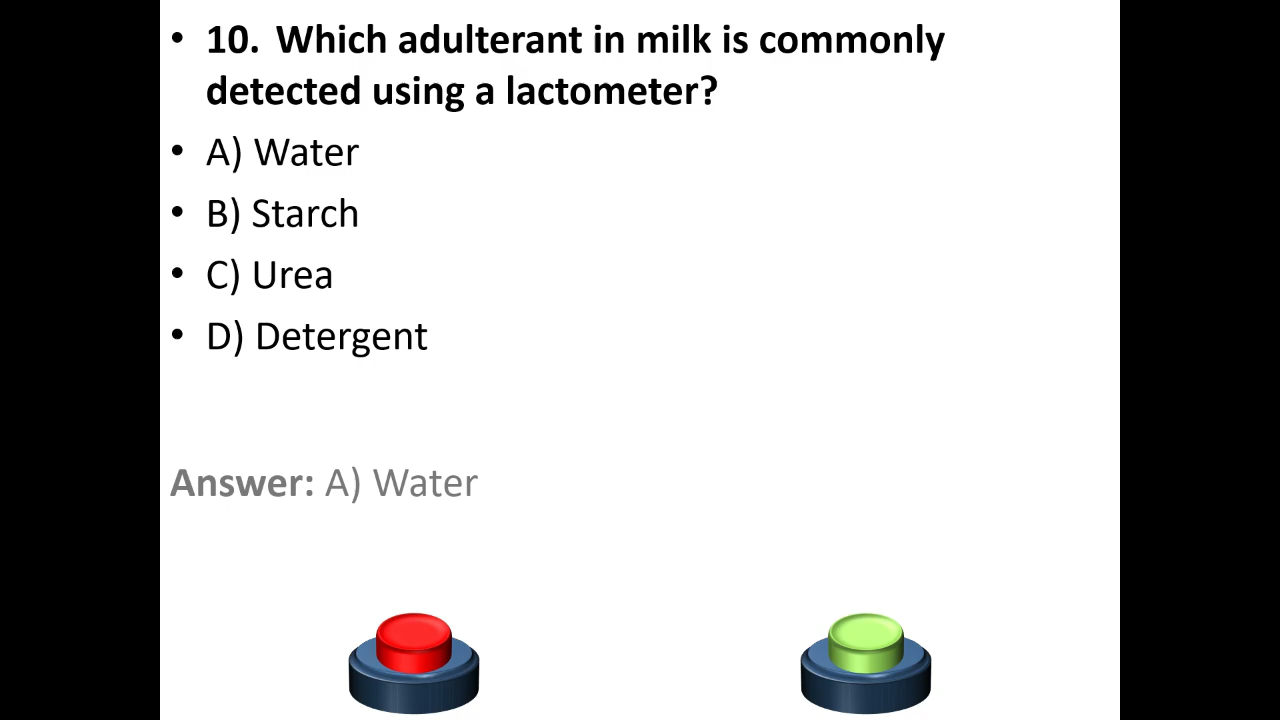 • 10. Which adulterant in milk is commonly
detected using a lactometer?
• A) Water
• B) Starch
• C) Urea
• D) Detergent
Answer: A) Water